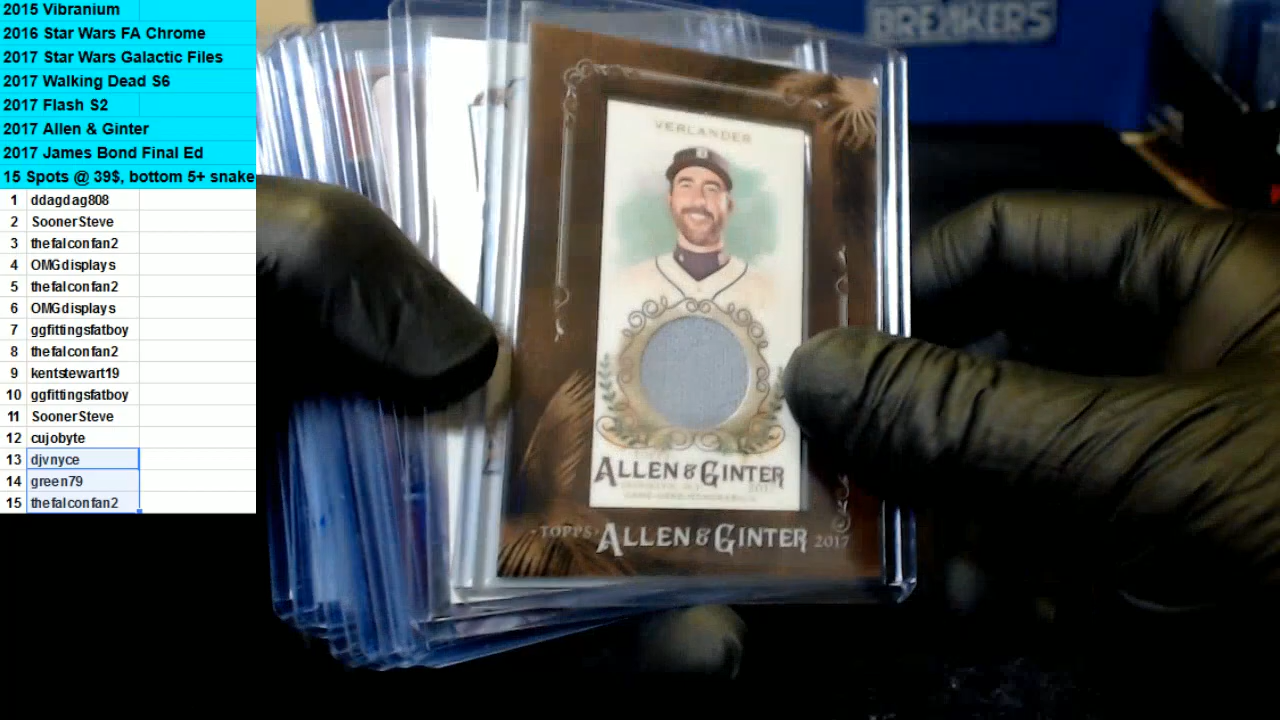 2015 Vibranium
2016 Star Wars FA Chrome
2017 Star Wars Galactic Files
2017 Walking Dead S6
2017 Flash S2
2017 Allen & Ginter
2017 James Bond Final Ed
15 Spots @ 39$, bottom 5+ snake
1 ddagdag808
2 SoonerSteve
3 thefalconfan2
4 OMGdisplays
5 thefalconfan2
6 OMGdisplays
7 ggfittingsfatboy
8 thefalconfan2
9 kentstewart19
10 ggfittingsfatboy
11 SoonerSteve
12 cujobyte
13 djvnyce
14 green79
15 thefalconfan2
BREAKERS
VERLANDER
ALLEN & GINTER
2017
TOPPS ALLEN & GINTER 2017